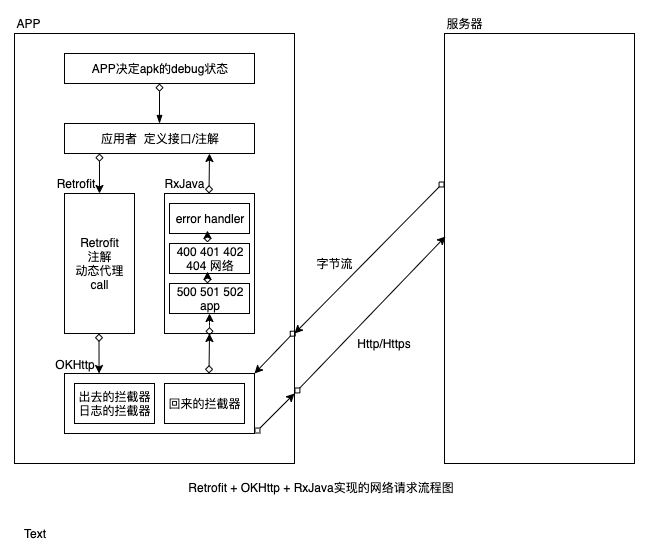 APP
服务器
APP决定apk的debug状态
应用者 定义接口/注解
Retrofit
RxJava
Retrofit
注解
动态代理
call
error handler
400 401 402
404 网络
500 501 502
app
字节流
Http/Https
OKHttp
出去的拦截器
日志的拦截器
回来的拦截器
Retrofit + OKHttp + RxJava实现的网络请求流程图
Text